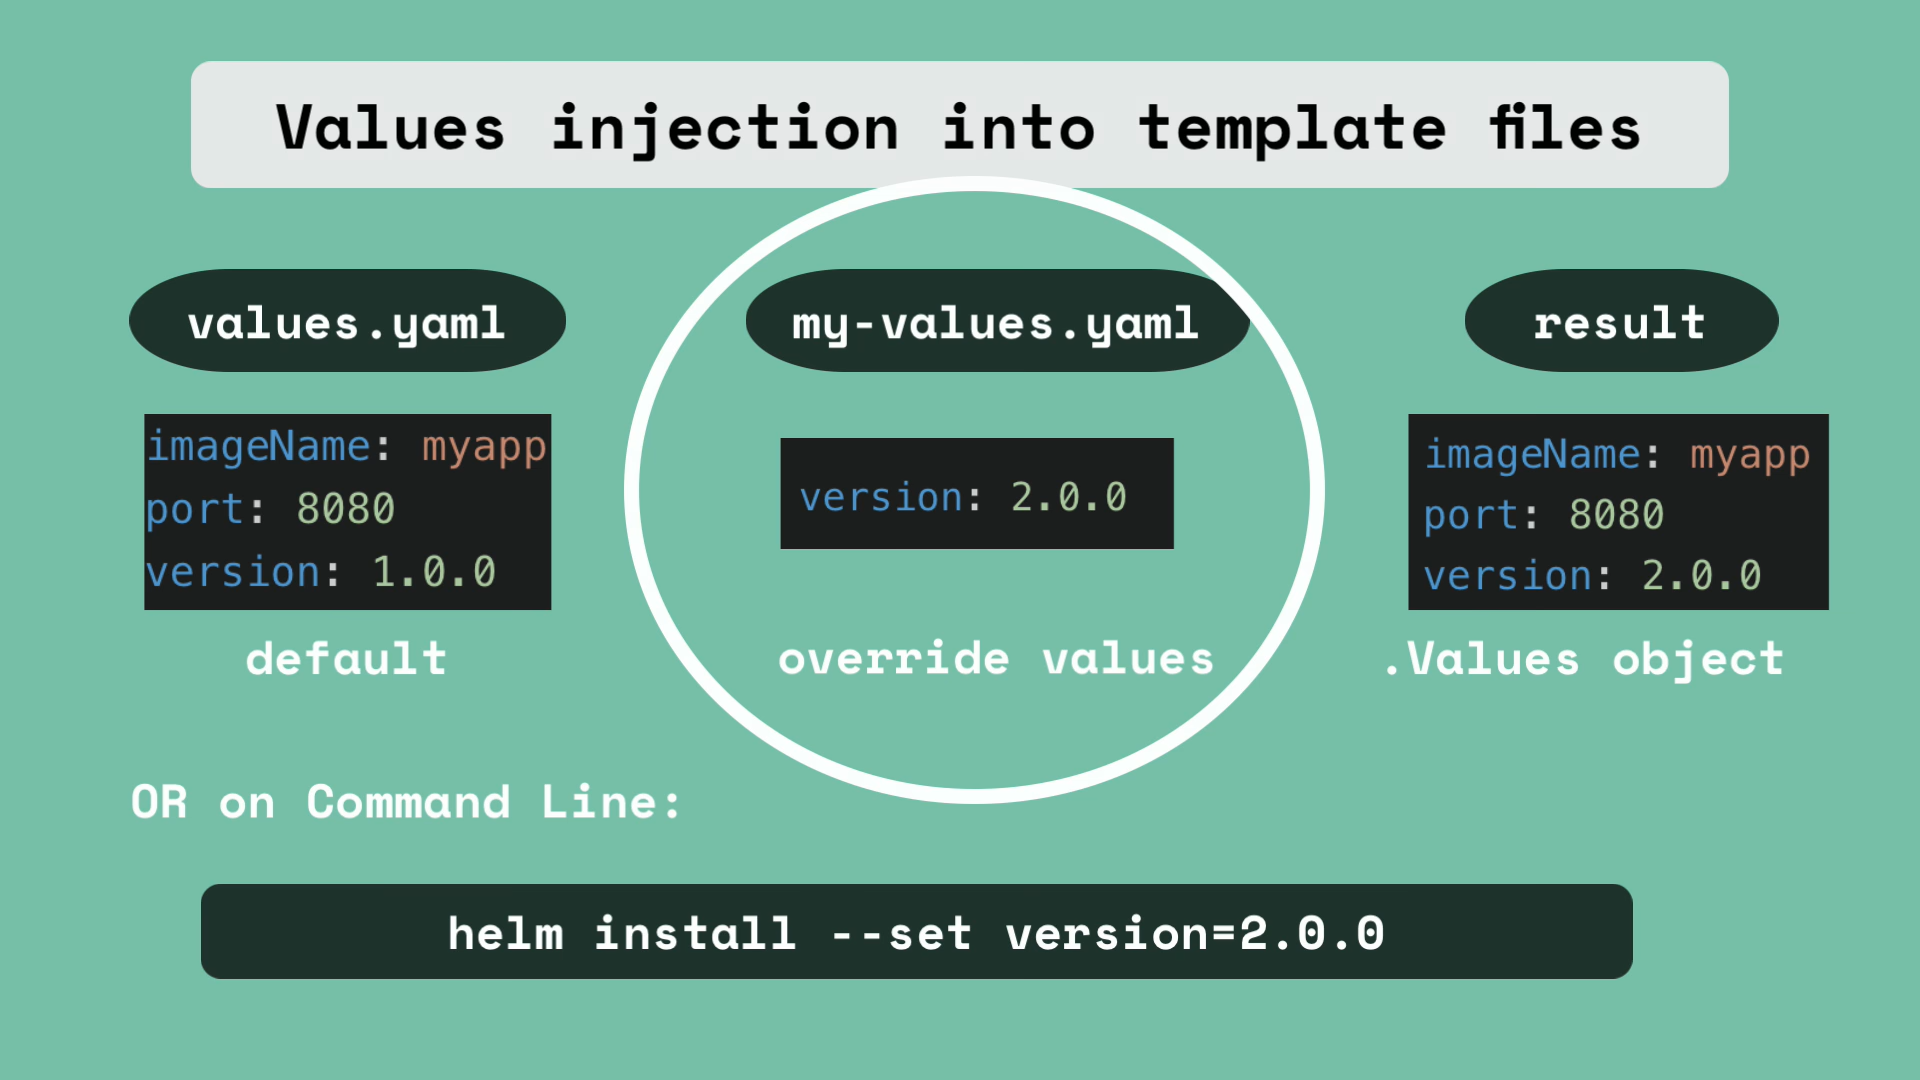 Values injection into template files
values.yaml
imageName: myapp
port: 8080
version: 1.0.0
default
my-values.yaml
version: 2.0.0
override values
result
imageName: myapp
port: 8080
version: 2.0.0
.Values object
OR on Command Line:
helm install --set version=2.0.0